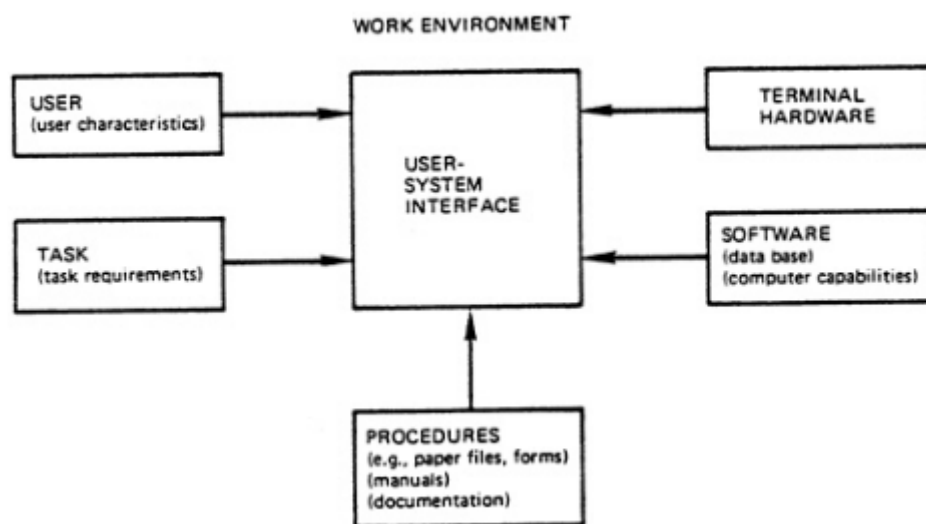 WORK ENVIRONMENT
USER
(user characteristics)
TERMINAL
HARDWARE
USER-
SYSTEM
INTERFACE
TASK
(task requirements)
SOFTWARE
(data base)
(computer capabilities)
PROCEDURES
(e.g., paper files, forms)
(manuals)
(documentation)